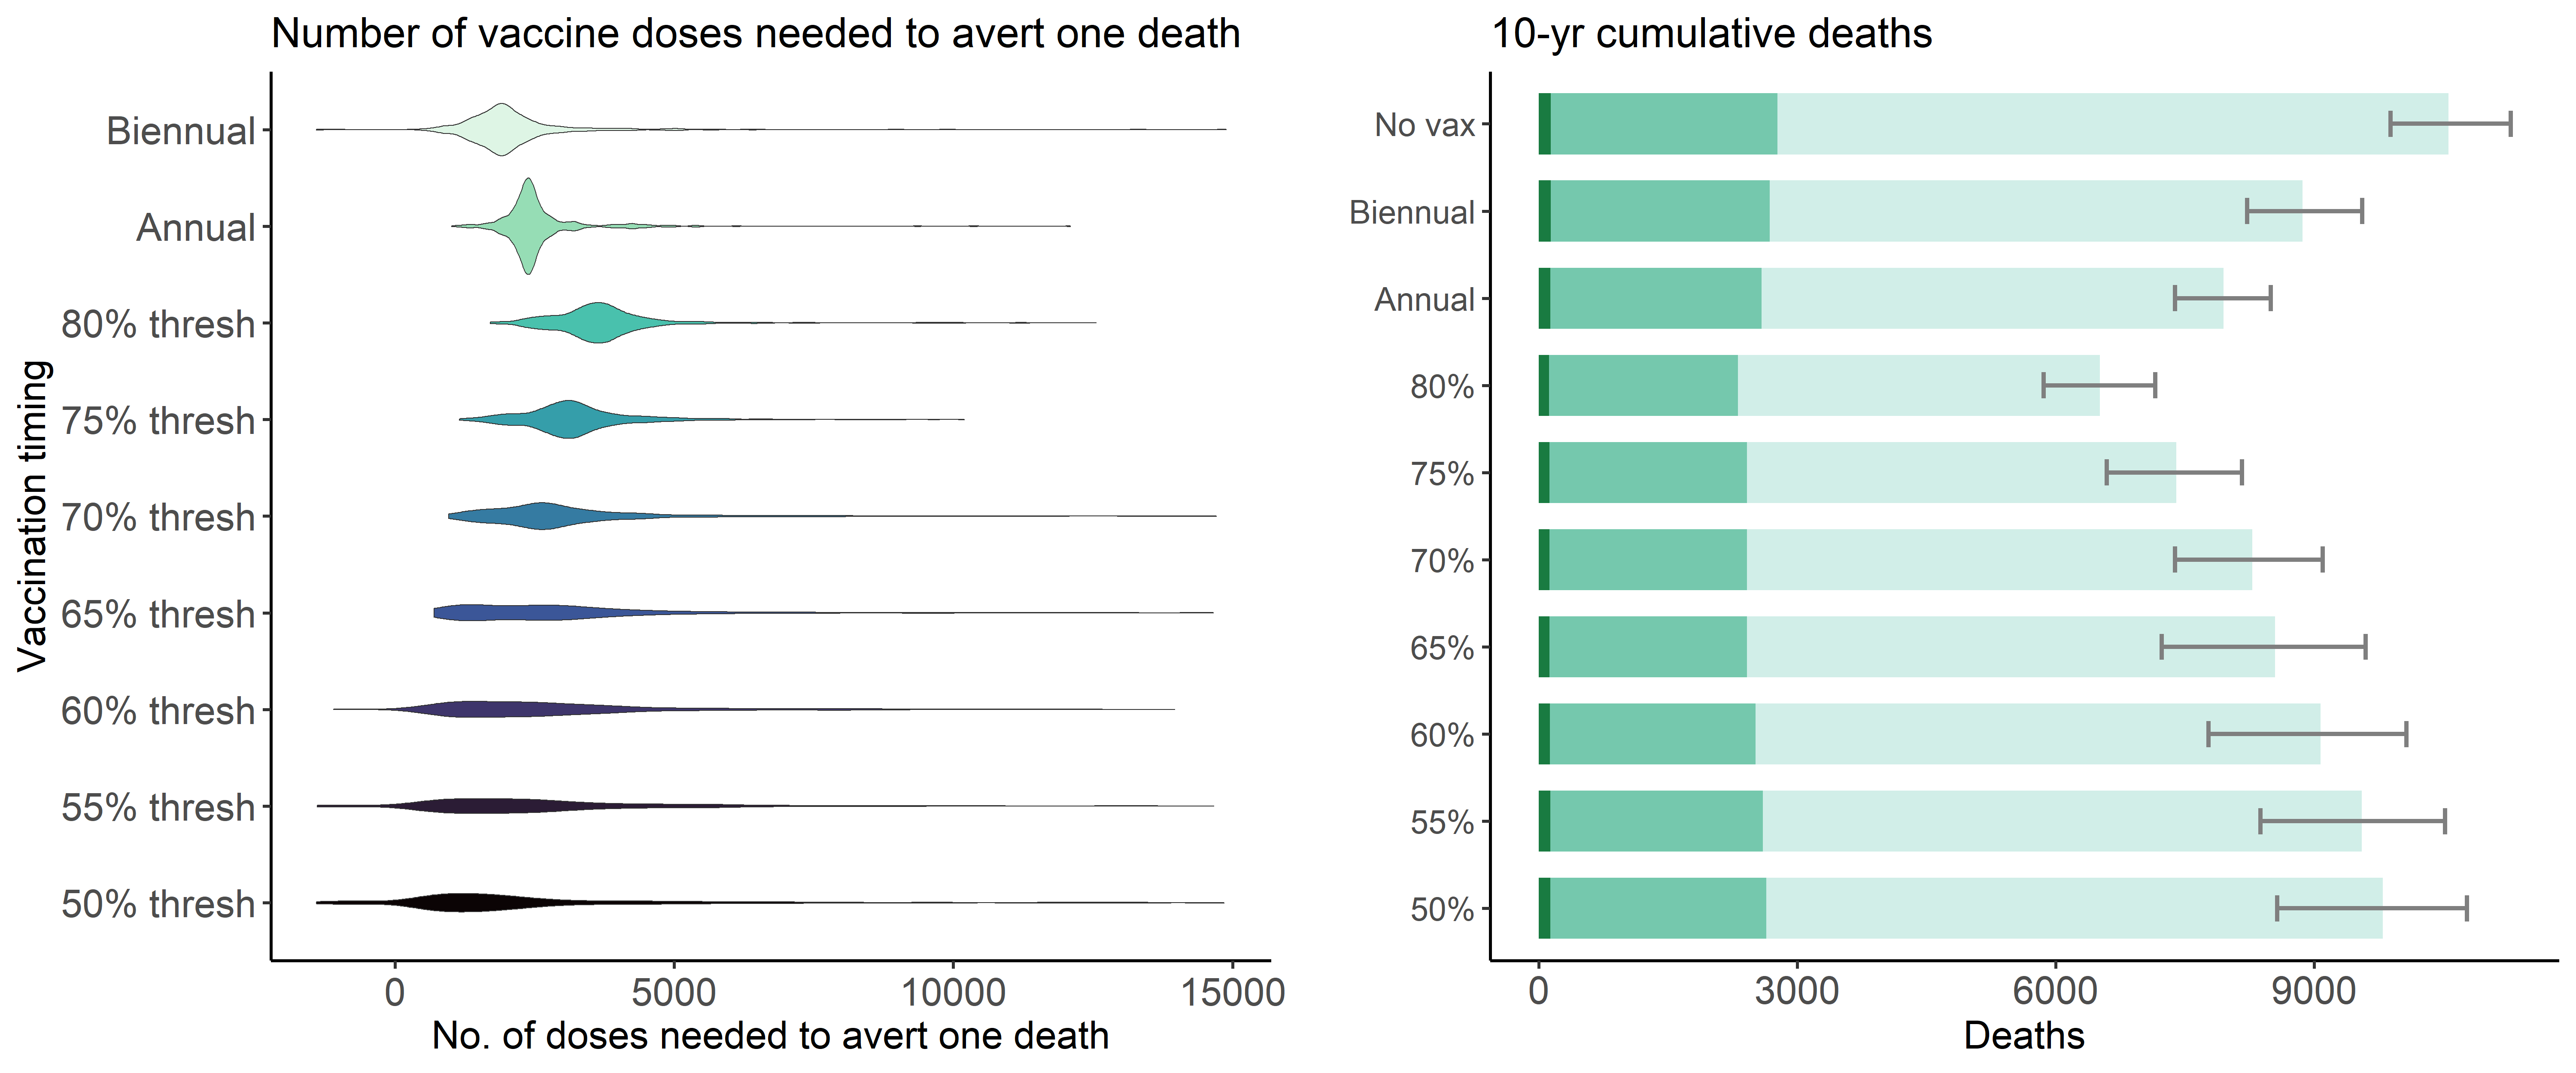 Number of vaccine doses needed to avert one death
Vaccination timing
Biennual
Annual
80% thresh
75% thresh
70% thresh
65% thresh
60% thresh
55% thresh
50% thresh
0 5000 10000 15000
No. of doses needed to avert one death
10-yr cumulative deaths
No vax
Biennual
Annual
80%
75%
70%
65%
60%
55%
50%
0 3000 6000 9000
Deaths